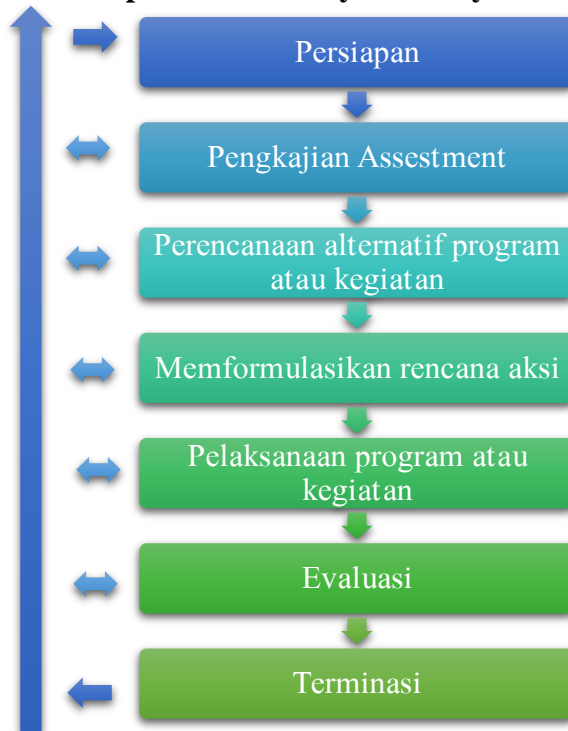 Persiapan
Pengkajian Assestment
Perencanaan alternatif program
atau kegiatan
Memformulasikan rencana aksi
Pelaksanaan program atau
kegiatan
Evaluasi
Terminasi